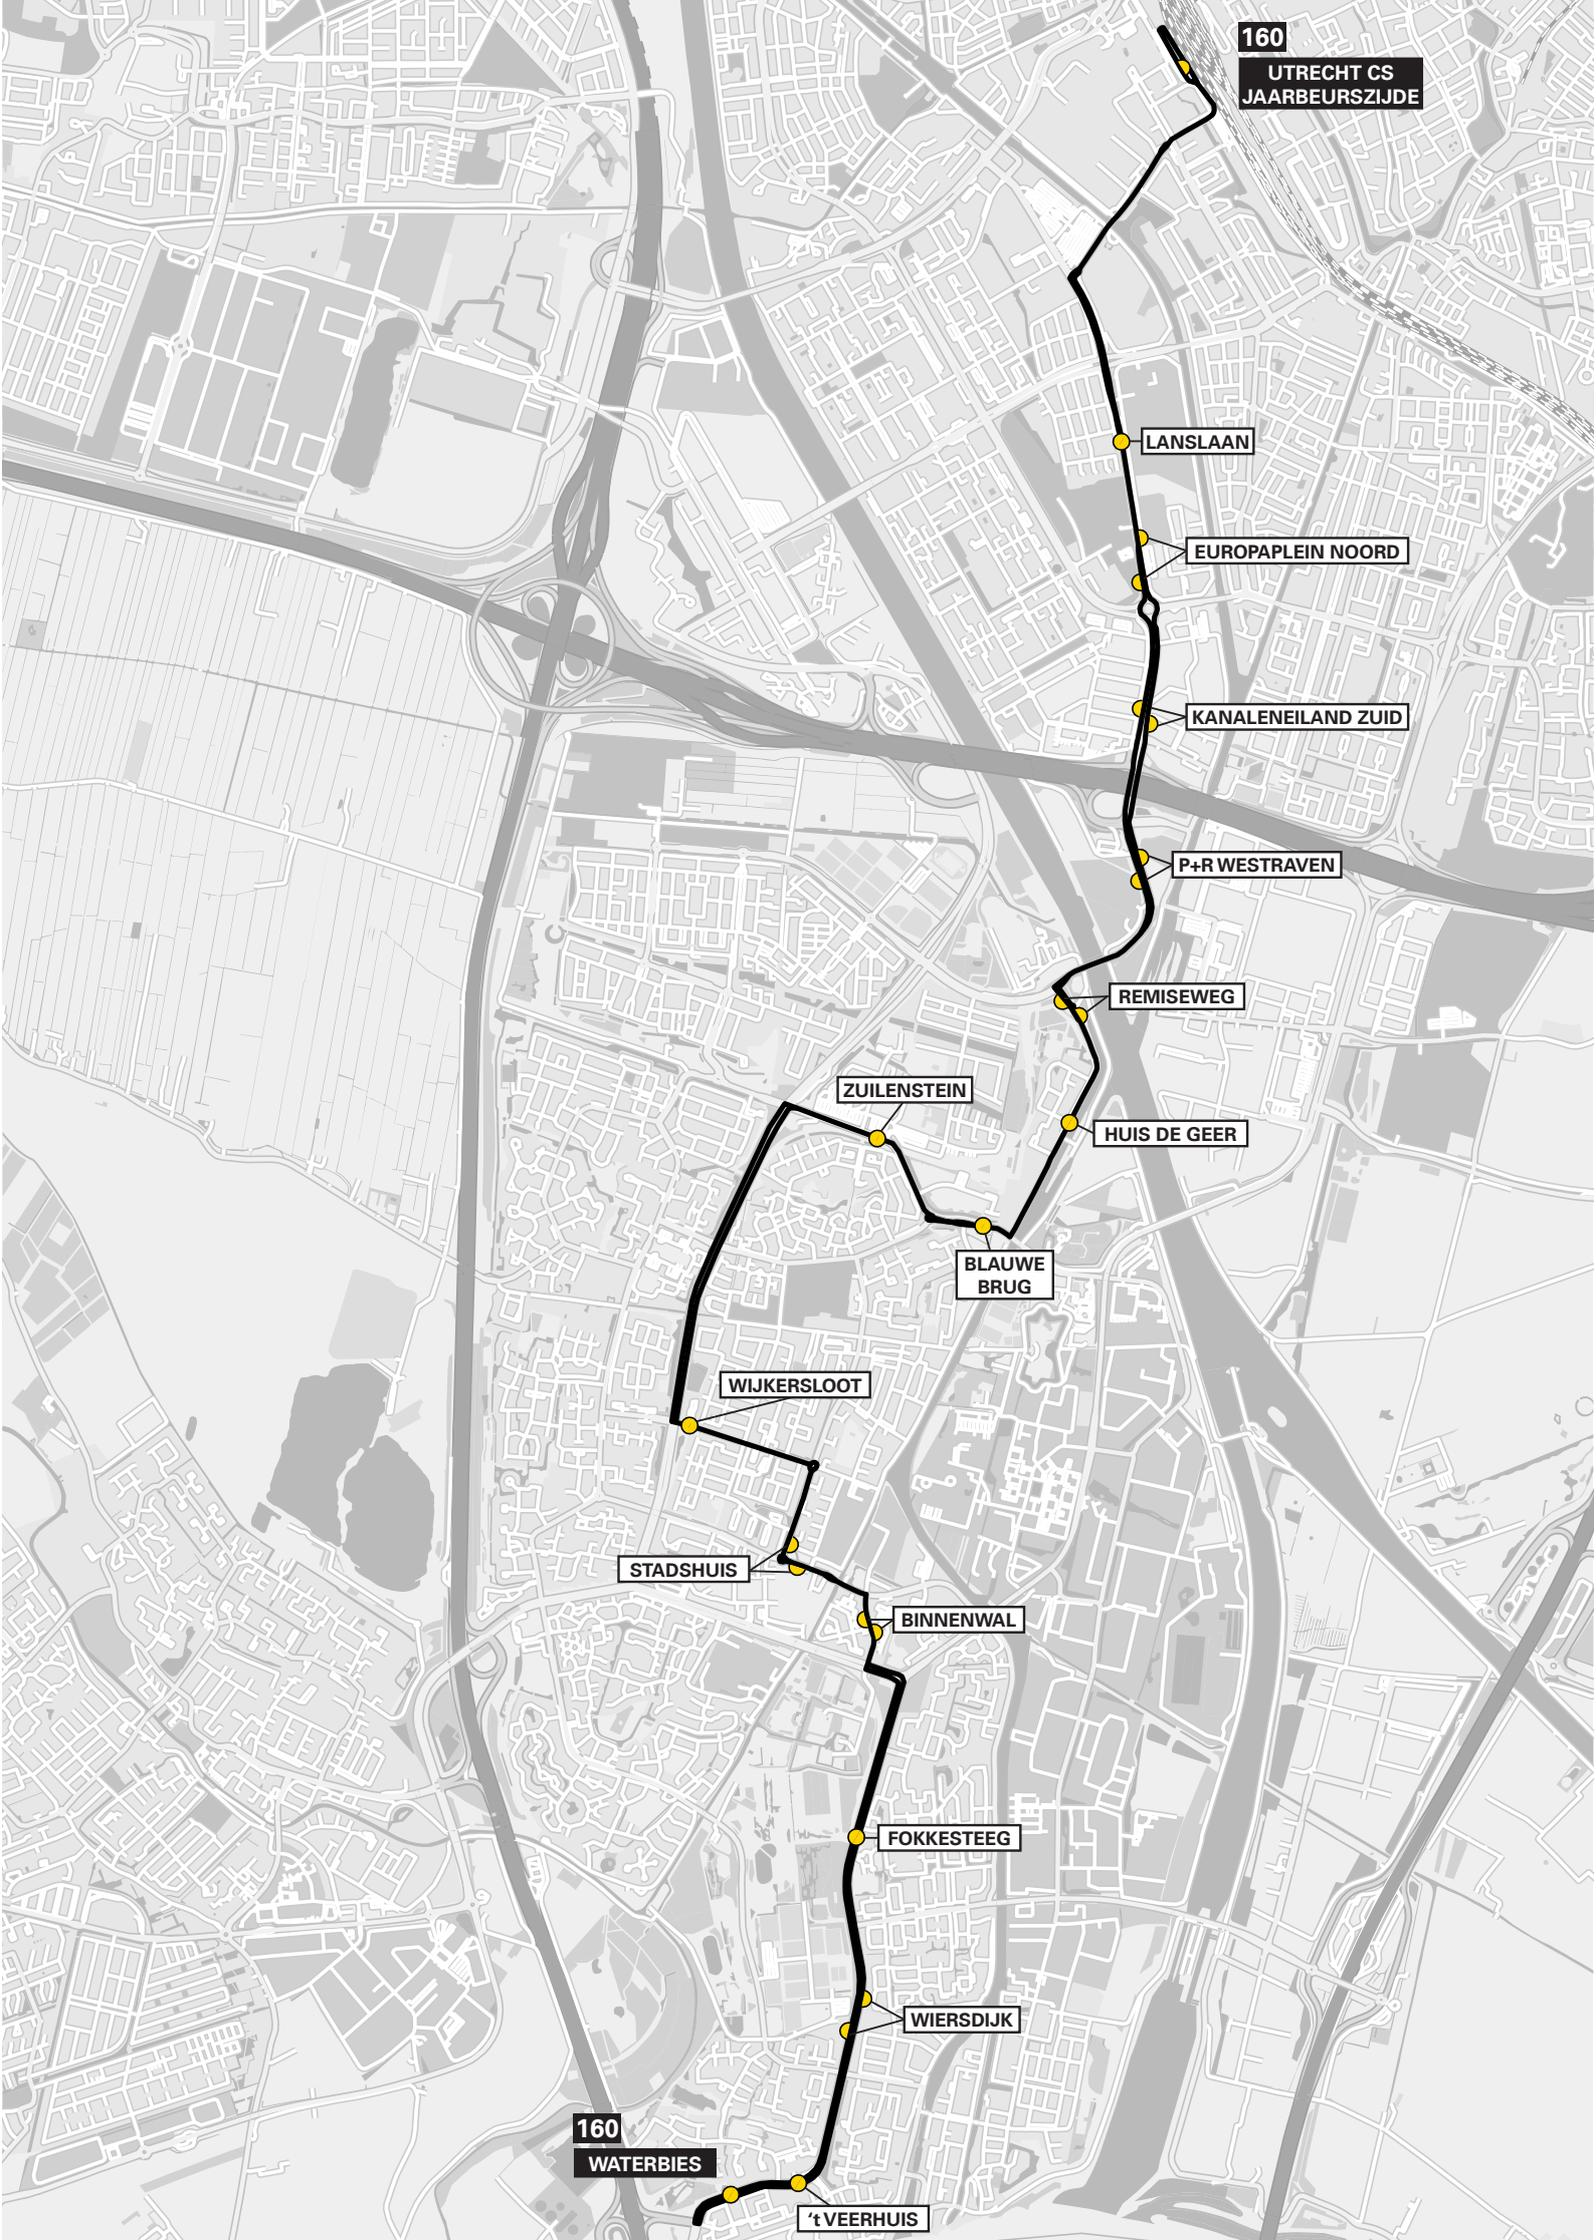 160
UTRECHT CS
JAARBEURSZIJDE
LANSLAAN
EUROPAPLEIN NOORD
KANALENEILAND ZUID
P+R WESTRAVEN
REMISEWEG
ZUILENSTEIN
HUIS DE GEER
BLAUWE
BRUG
WIJKERSLOOT
STADSHUIS
BINNENWAL
FOKKESTEEG
WIERSDIJK
160
WATERBIES
‘t VEERHUIS